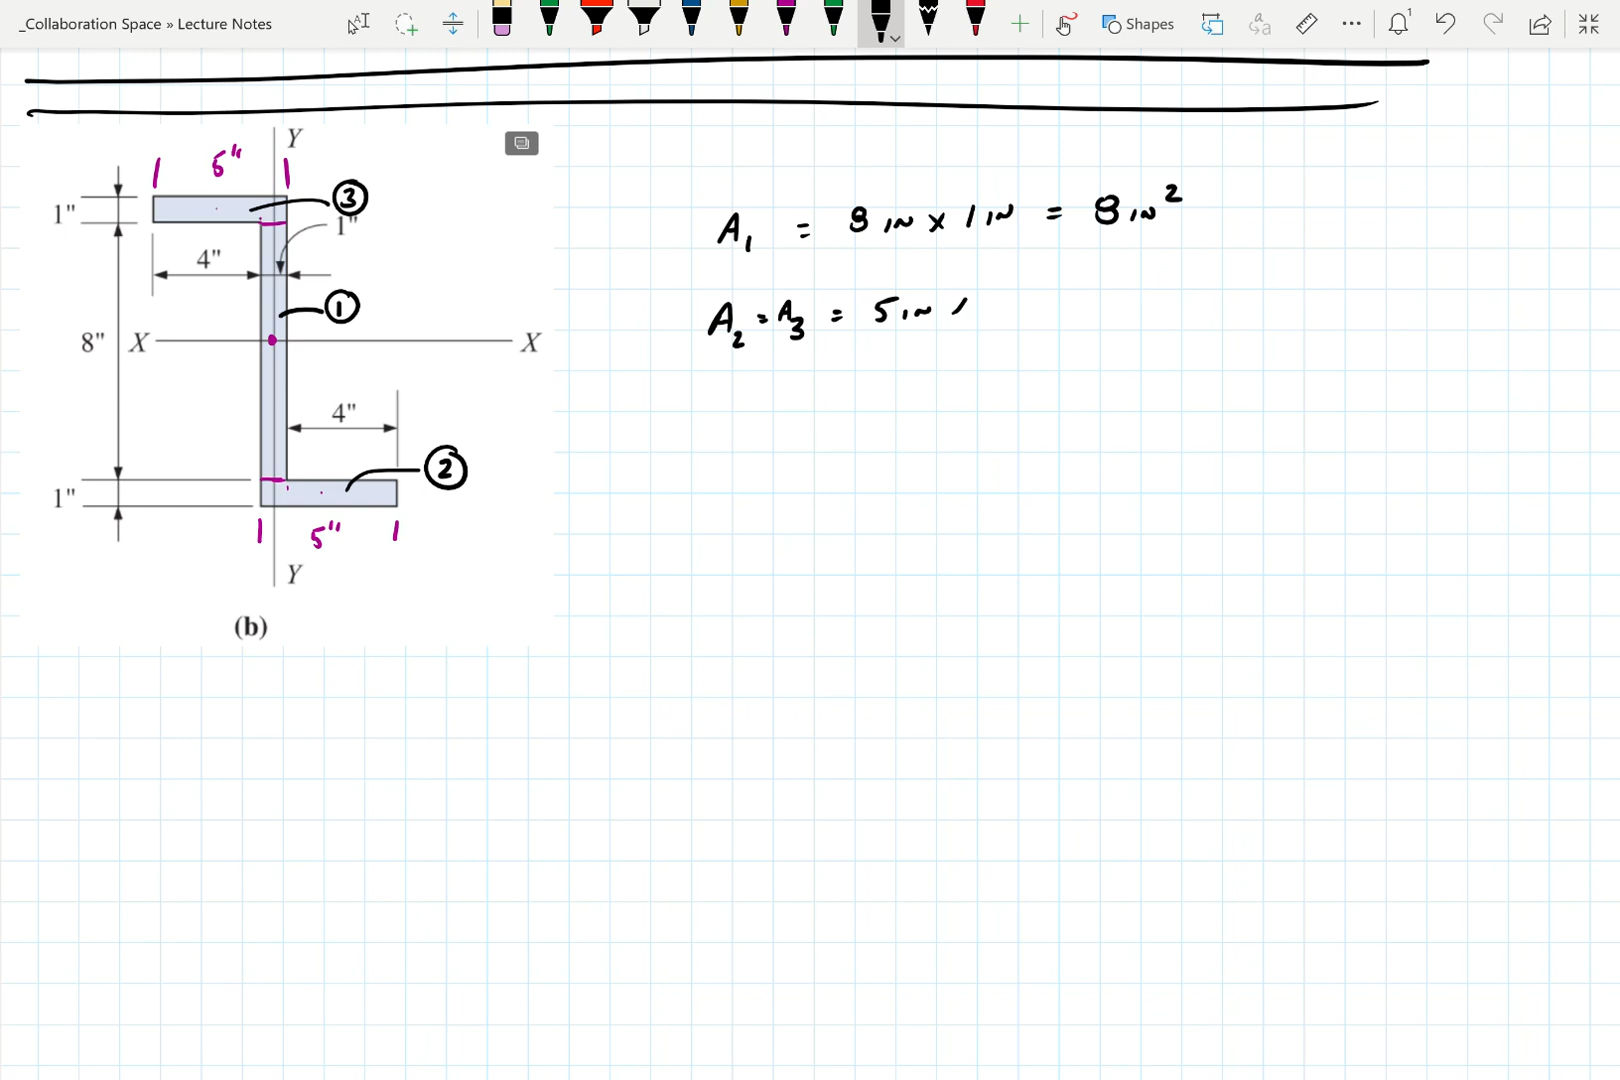 _Collaboration Space » Lecture Notes
Shapes
1
Y
5"
1"
3
1"
4"
1
8"
X
X
4"
2
1"
5"
Y
(b)
A₁ = 8 IN x 1 IN = 8 IN²
A₂ = A₃ = 5 IN